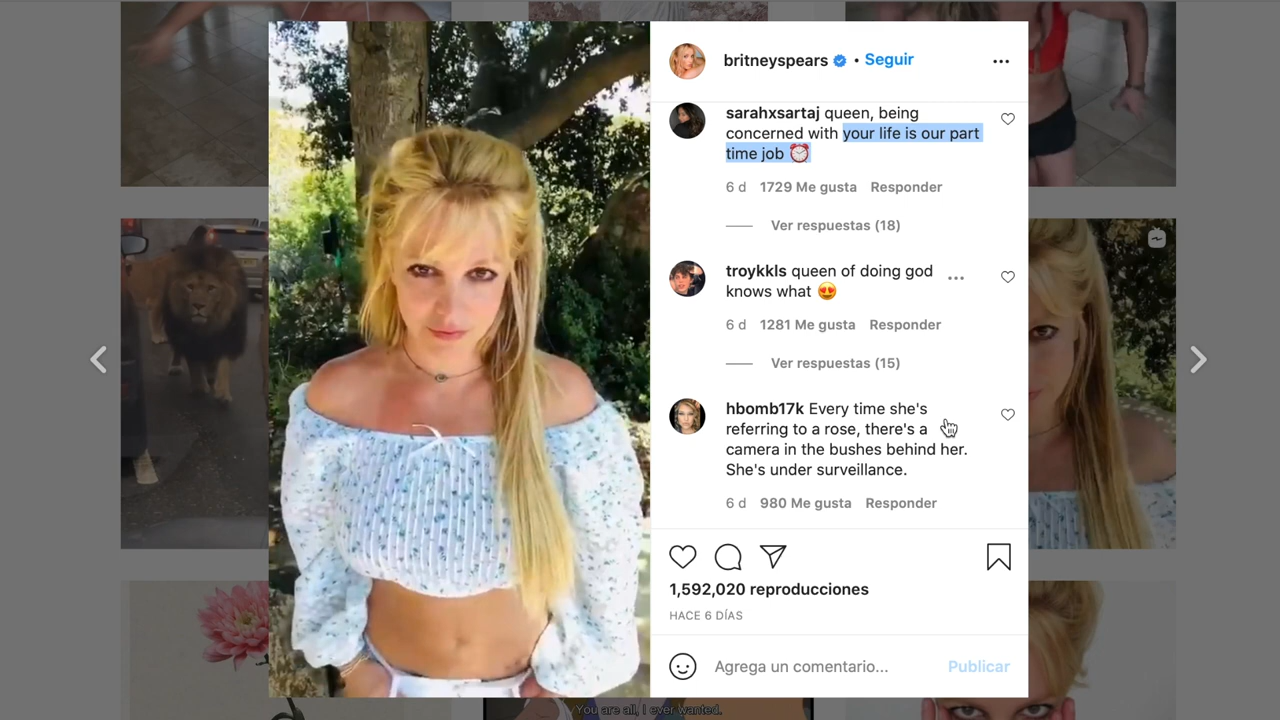 britneyspears • Seguir
sarahxsartaj queen, being
concerned with your life is our part
time job ⏰
6 d 1729 Me gusta Responder
Ver respuestas (18)
troykkls queen of doing god
knows what 😍
6 d 1281 Me gusta Responder
Ver respuestas (15)
hbomb17k Every time she's
referring to a rose, there's a
camera in the bushes behind her.
She's under surveillance.
6 d 980 Me gusta Responder
1,592,020 reproducciones
HACE 6 DÍAS
Agrega un comentario... Publicar
You are all, I ever wanted.